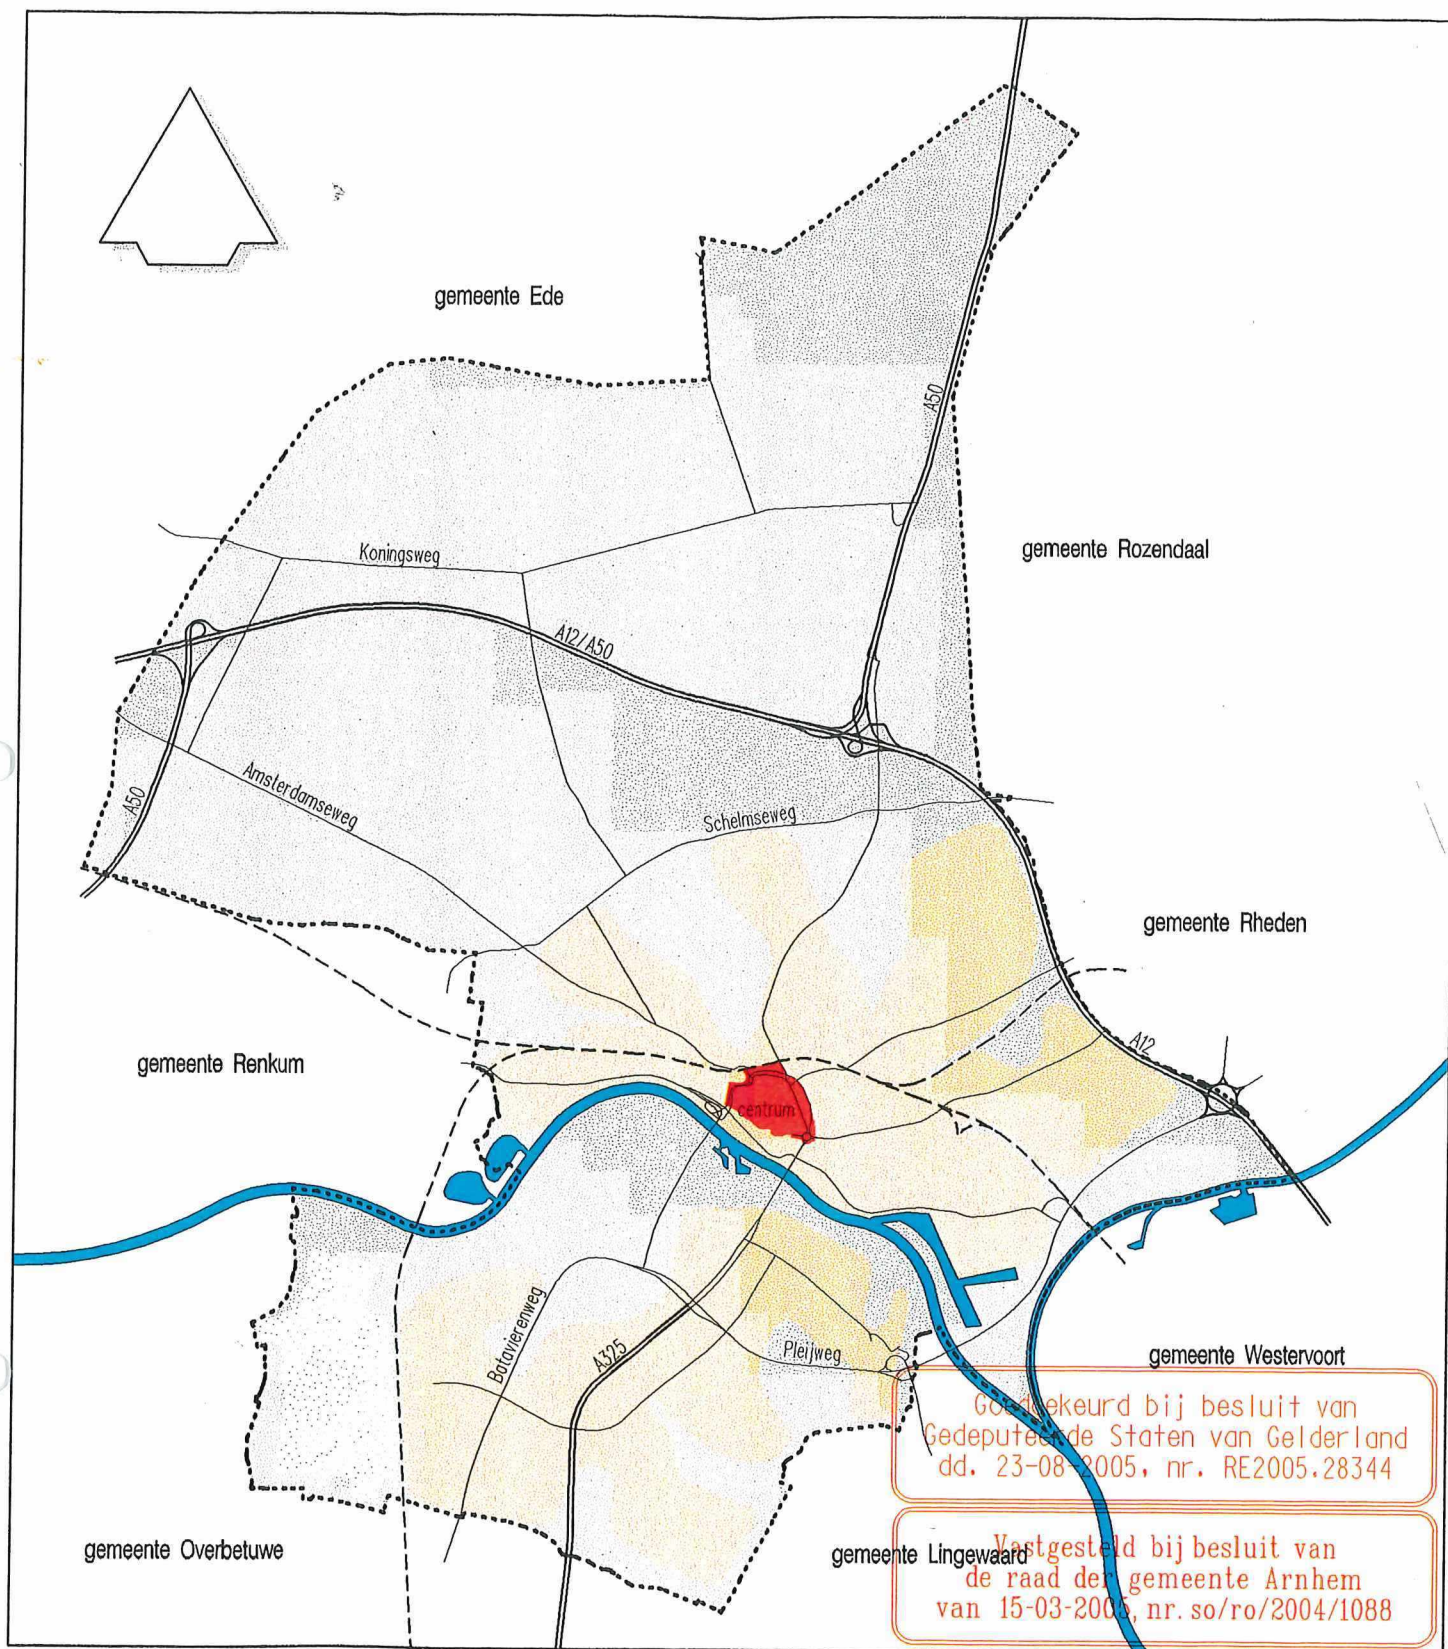 gemeente Ede
A50
gemeente Rozendaal
Koningsweg
A12/A50
Amsterdamseweg
A50
Schelmseweg
gemeente Rheden
A12
gemeente Renkum
centrum
Batavierenweg
A325
Pleijweg
gemeente Westervoort
Goedgekeurd bij besluit van
Gedeputeerde Staten van Gelderland
dd. 23-08-2005, nr. RE2005.28344
gemeente Overbetuwe
gemeente Lingewaard
Vastgesteld bij besluit van
de raad der gemeente Arnhem
van 15-03-2005, nr. so/ro/2004/1088